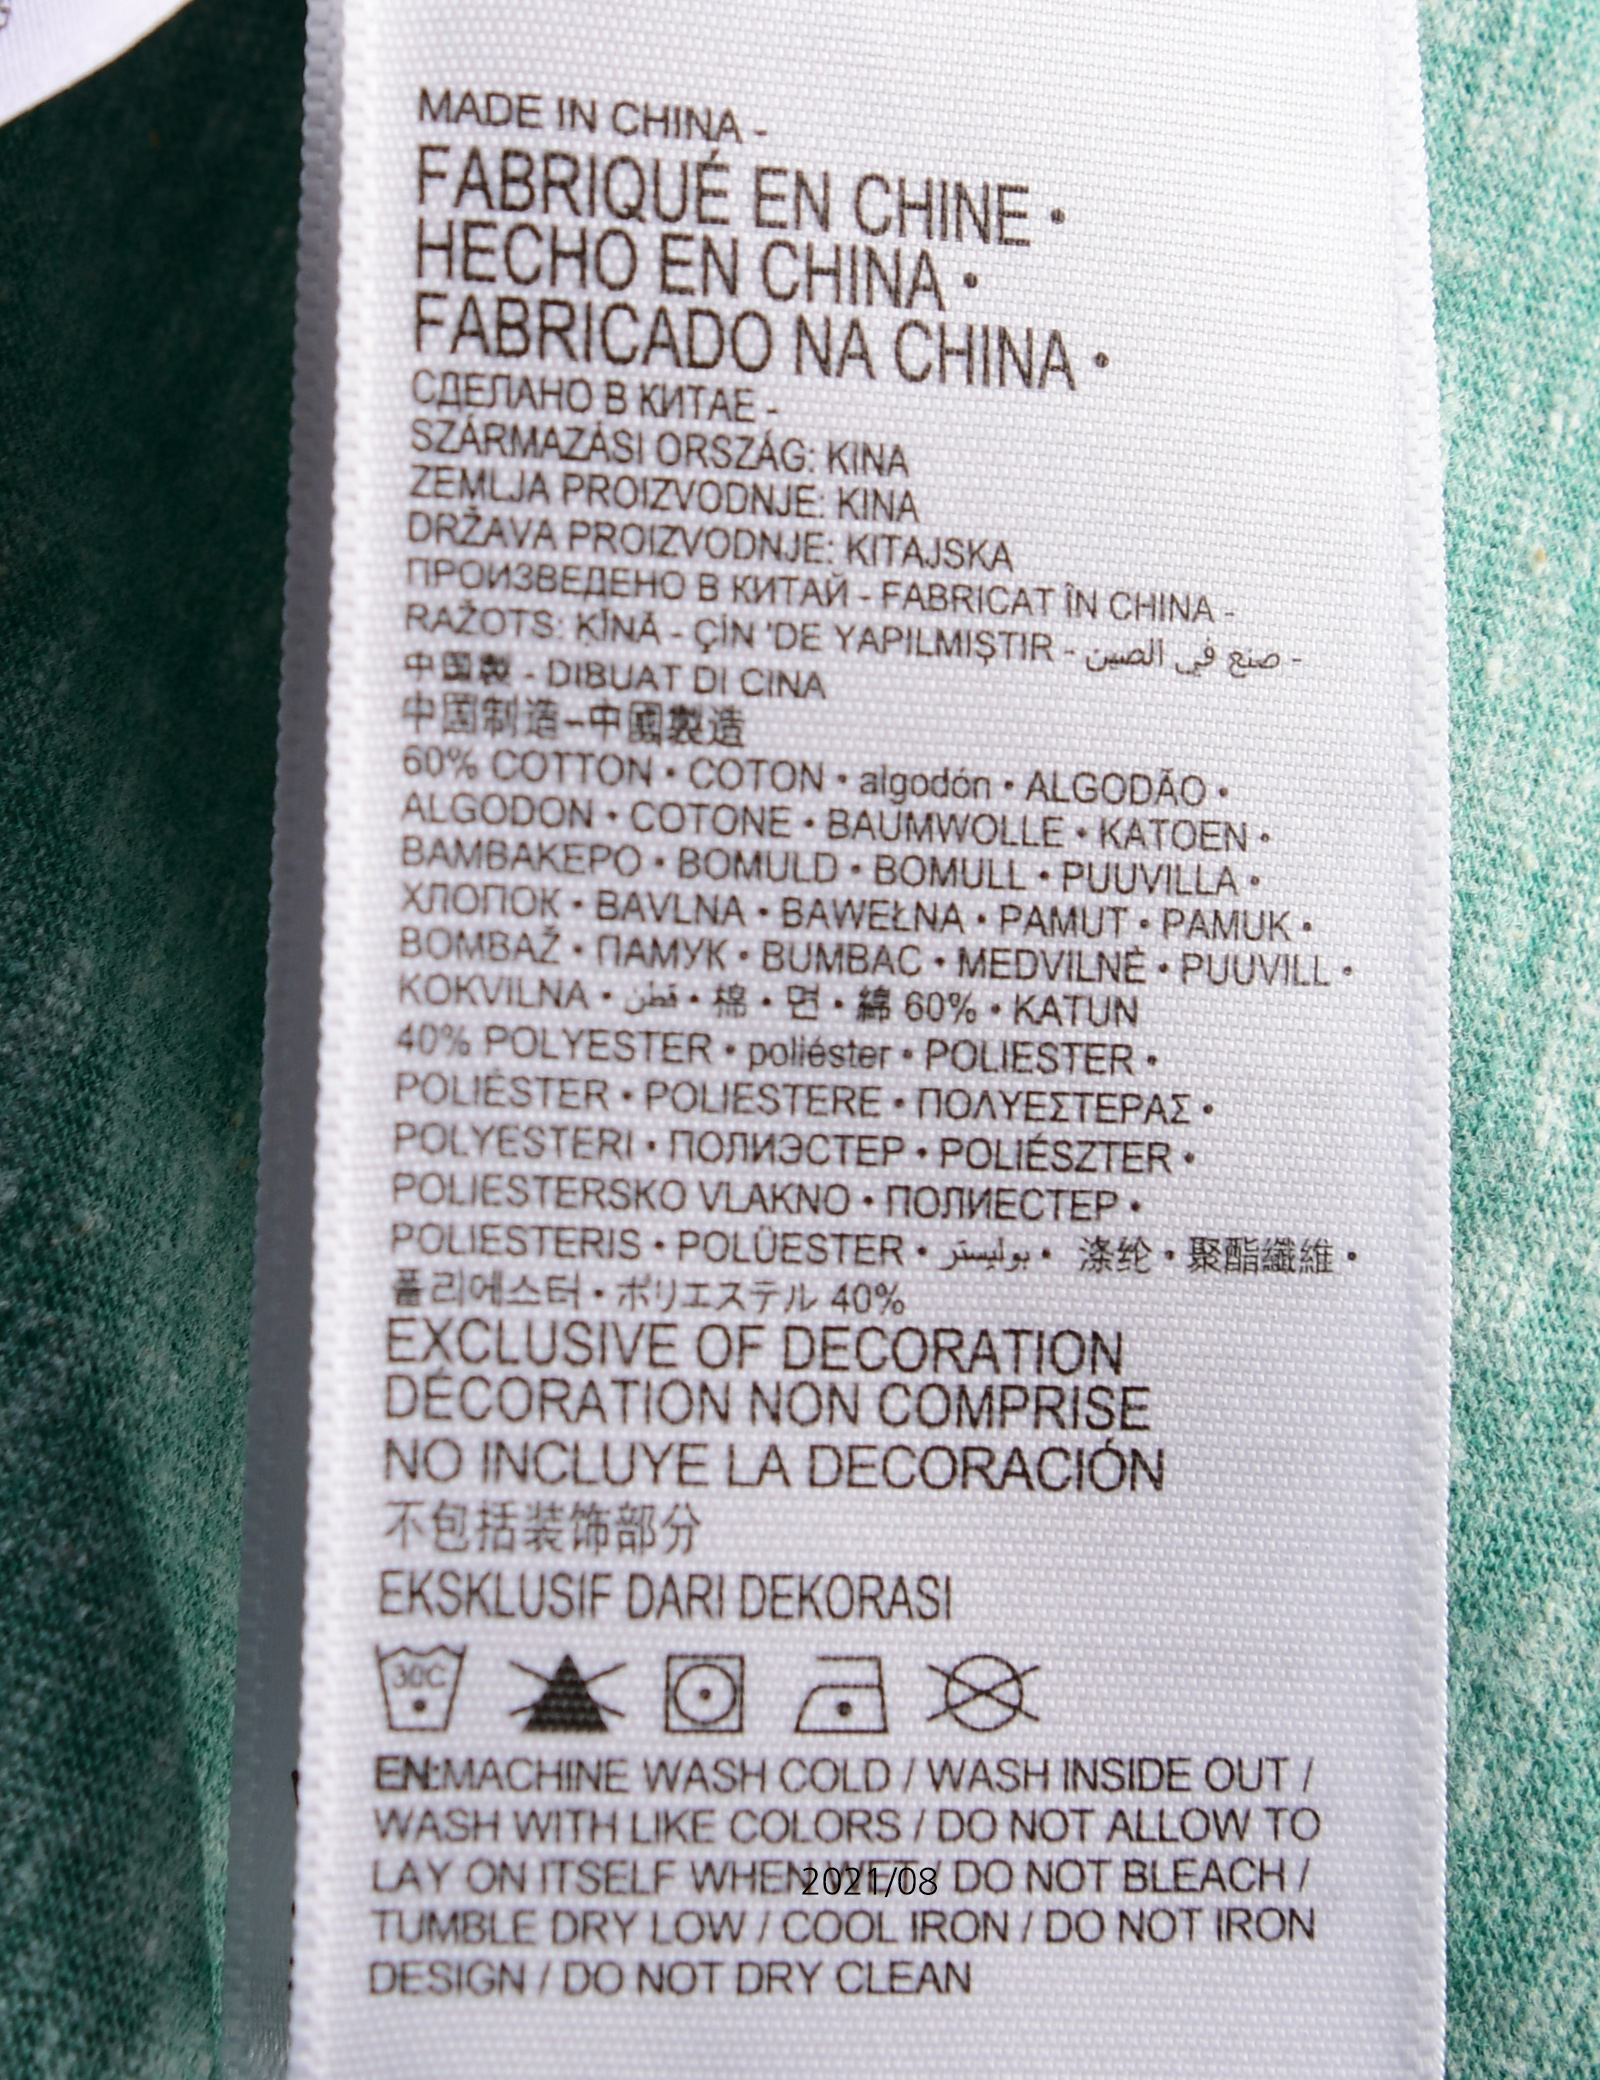 MADE IN CHINA -
FABRIQUÉ EN CHINE •
HECHO EN CHINA •
FABRICADO NA CHINA •
СДЕЛАНО В КИТАЕ -
SZÁRMAZÁSI ORSZÁG: KINA
ZEMLJA PROIZVODNJE: KINA
DRŽAVA PROIZVODNJE: KITAJSKA
ПРОИЗВЕДЕНО В КИТАЙ - FABRICAT ÎN CHINA -
RAŽOTS: ĶĪNĀ - ÇİN 'DE YAPILMIŞTIR - صنع في الصين -
中国製 - DIBUAT DI CINA
中国制造-中國製造
60% COTTON • COTON • algodón • ALGODÃO •
ALGODON • COTONE • BAUMWOLLE • KATOEN •
ΒΑΜΒΑΚΕΡΟ • BOMULD • BOMULL • PUUVILLA •
ХЛОПОК • BAVLNA • BAWEŁNA • PAMUT • PAMUK •
BOMBAŽ • ПАМУК • BUMBAC • MEDVILNĖ • PUUVILL •
KOKVILNA • قطن • 棉 • 면 • 綿 60% • KATUN
40% POLYESTER • poliéster • POLIESTER •
POLIÉSTER • POLIESTERE • ΠΟΛΥΕΣΤΕΡΑΣ •
POLYESTERI • ПОЛИЭСТЕР • POLIÉSZTER •
POLIESTERSKO VLAKNO • ПОЛИЕСТЕР •
POLIESTERIS • POLÜESTER • بوليستر • 涤纶 • 聚酯纖維 •
폴리에스터 • ポリエステル 40%
EXCLUSIVE OF DECORATION
DÉCORATION NON COMPRISE
NO INCLUYE LA DECORACIÓN
不包括装饰部分
EKSKLUSIF DARI DEKORASI
30C
EN:MACHINE WASH COLD / WASH INSIDE OUT /
WASH WITH LIKE COLORS / DO NOT ALLOW TO
LAY ON ITSELF WHEN WET / DO NOT BLEACH /
2021/08
TUMBLE DRY LOW / COOL IRON / DO NOT IRON
DESIGN / DO NOT DRY CLEAN